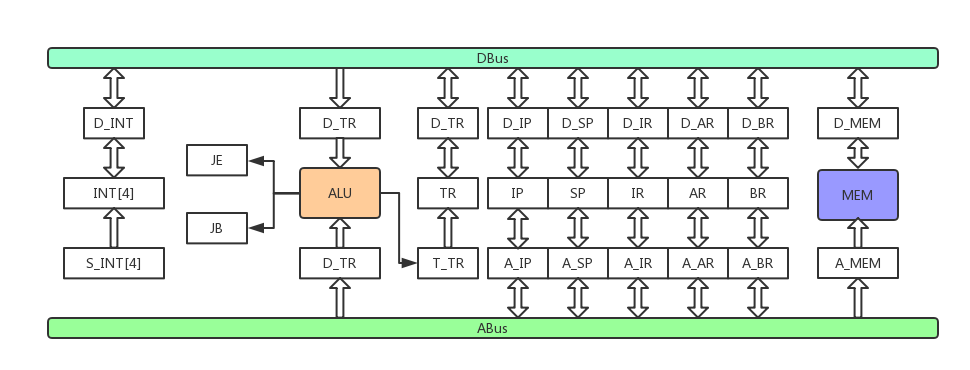 DBus
D_INT
D_TR
D_TR
D_IP
D_SP
D_IR
D_AR
D_BR
D_MEM
JE
INT[4]
ALU
TR
IP
SP
IR
AR
BR
MEM
JB
S_INT[4]
D_TR
T_TR
A_IP
A_SP
A_IR
A_AR
A_BR
A_MEM
ABus